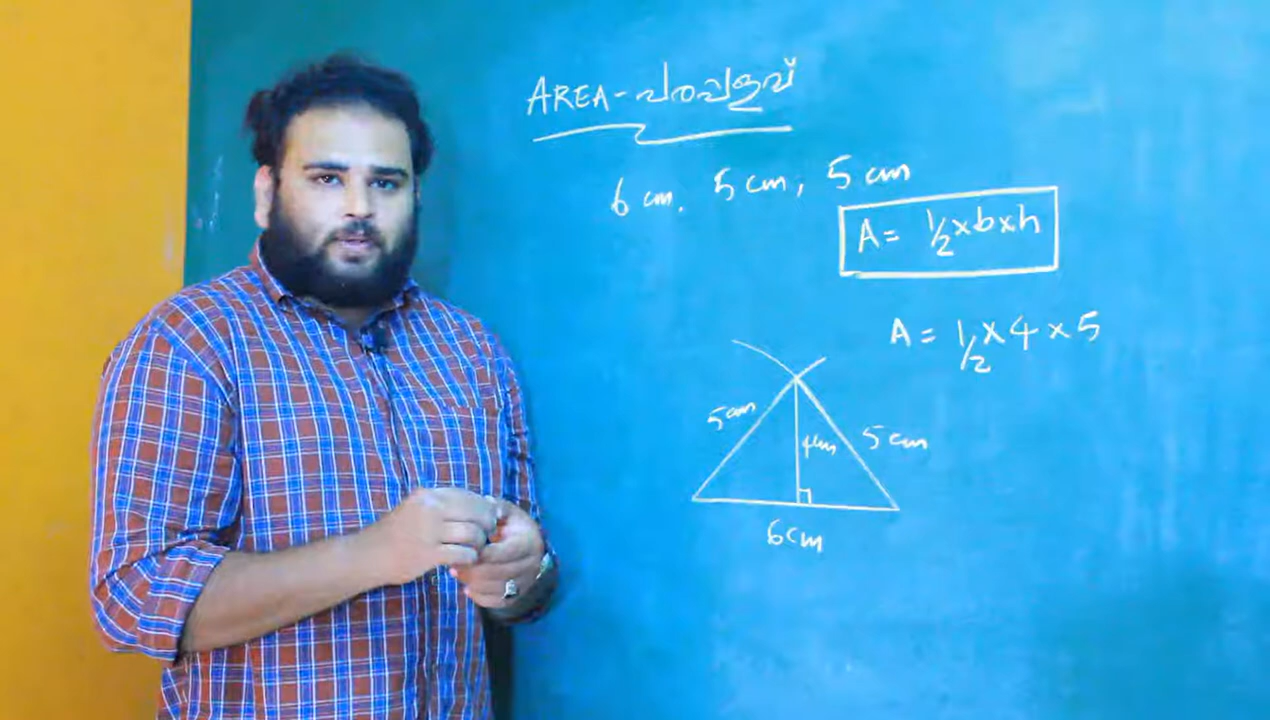 AREA - പരപ്പളവ്
6 cm, 5 cm, 5 cm
A = 1/2 x b x h
A = 1/2 x 4 x 5
5cm
4cm
5 cm
6cm